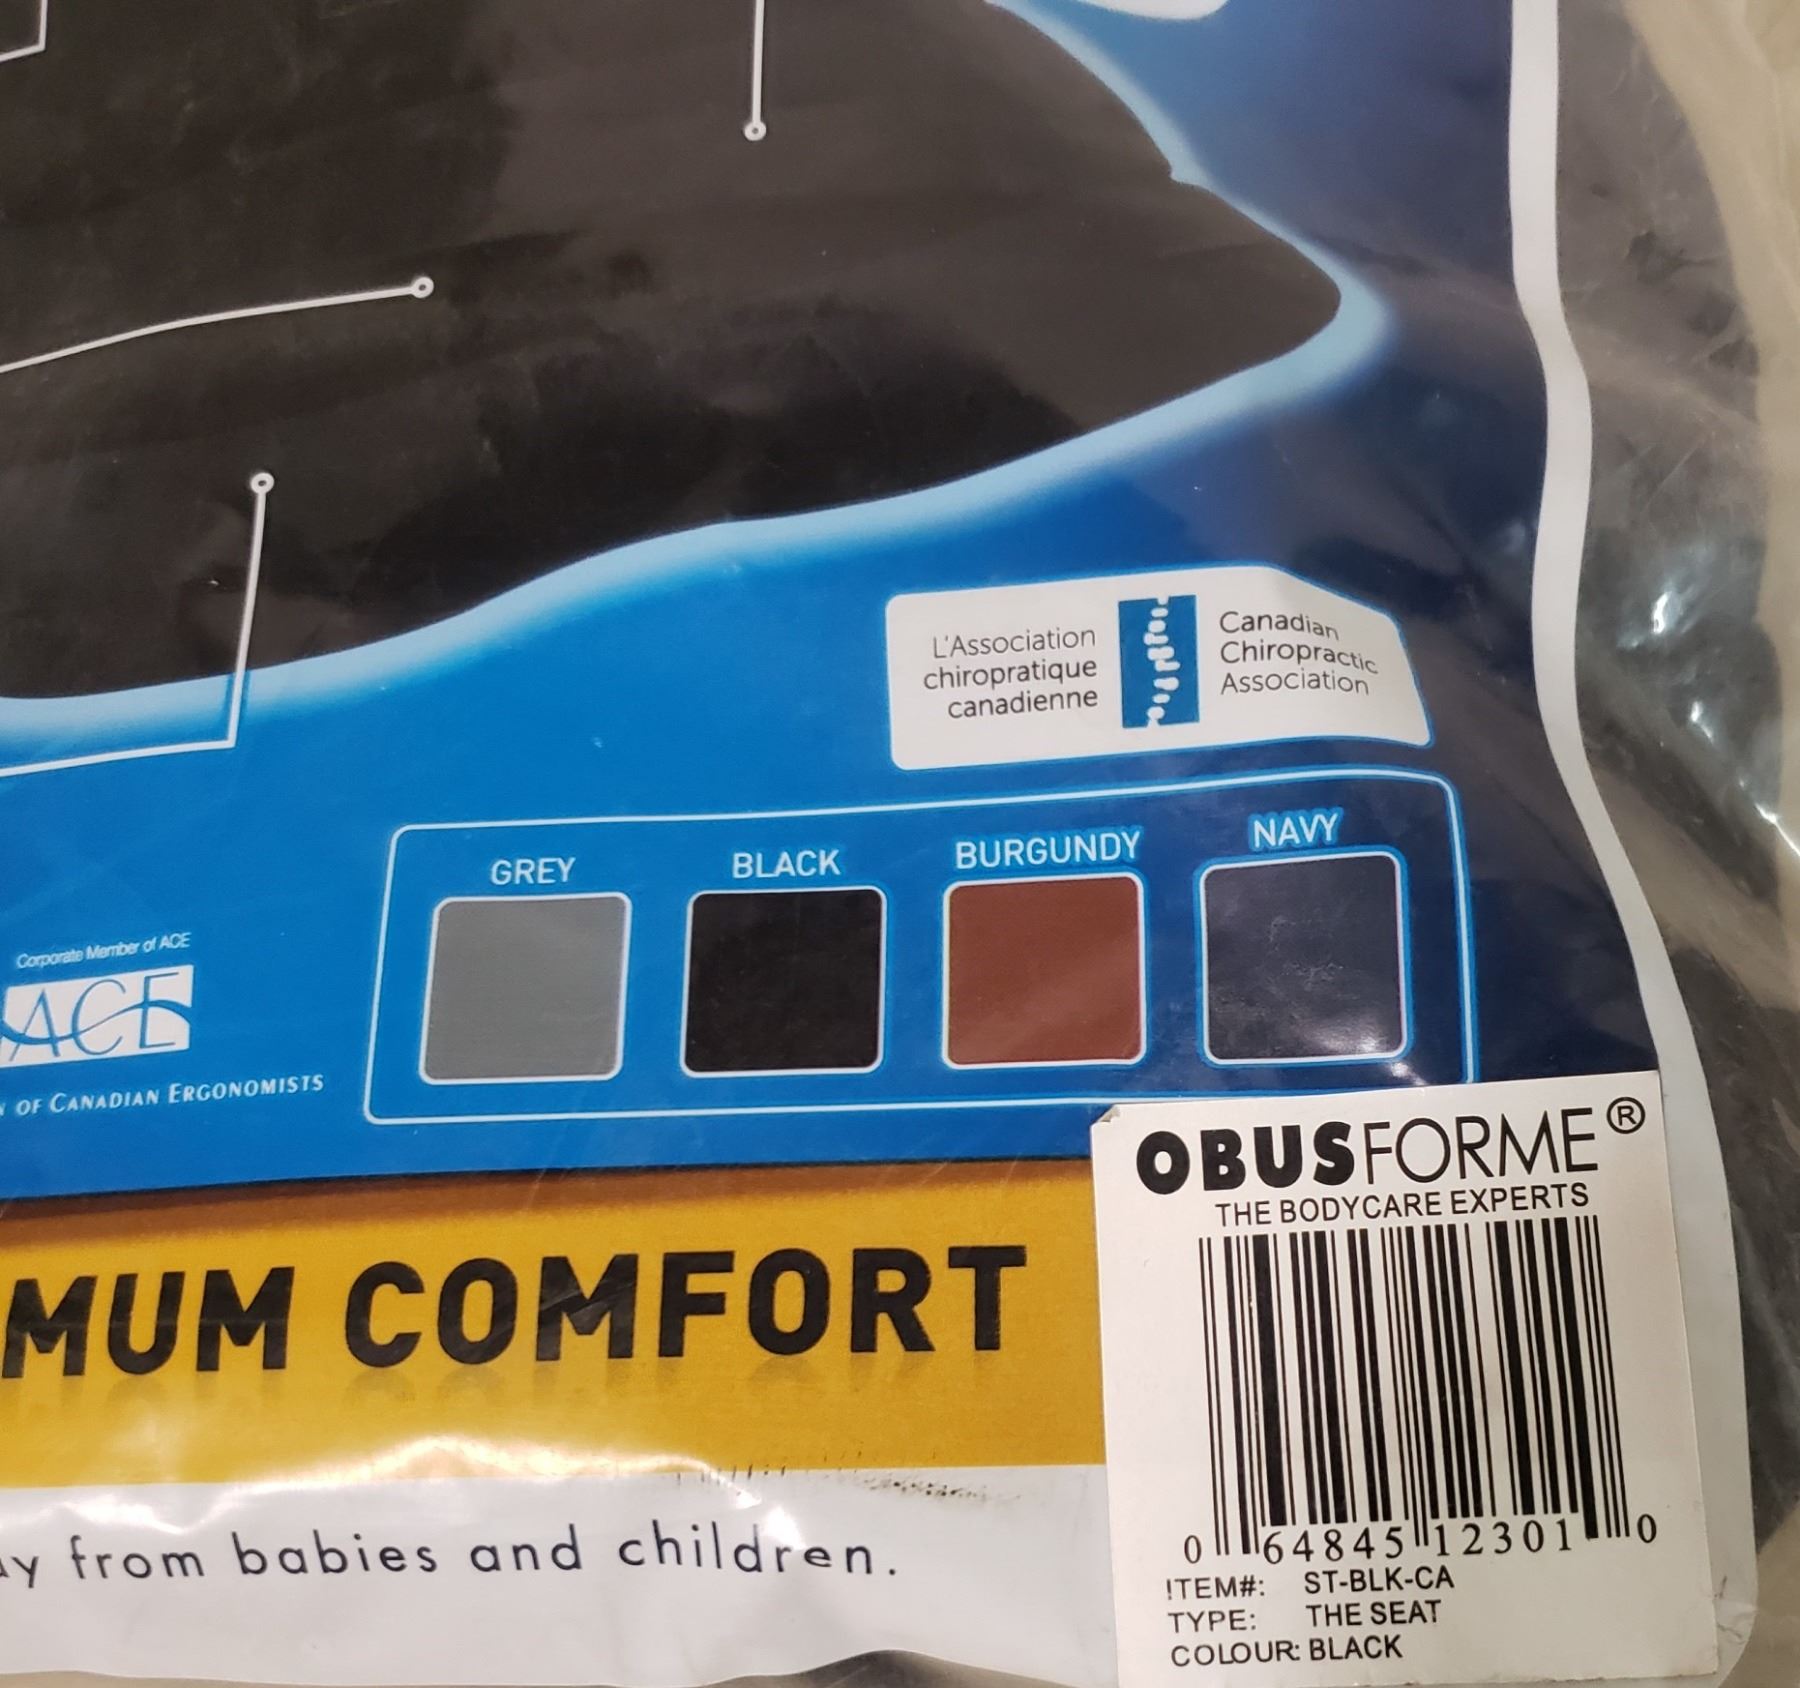 L'Association
chiropratique
canadienne
Canadian
Chiropractic
Association
GREY BLACK BURGUNDY NAVY
Corporate Member of ACE
ACE
OF CANADIAN ERGONOMISTS
OBUSFORME®
THE BODYCARE EXPERTS
MUM COMFORT
from babies and children.
0 64845 12301 0
ITEM#: ST-BLK-CA
TYPE: THE SEAT
COLOUR: BLACK